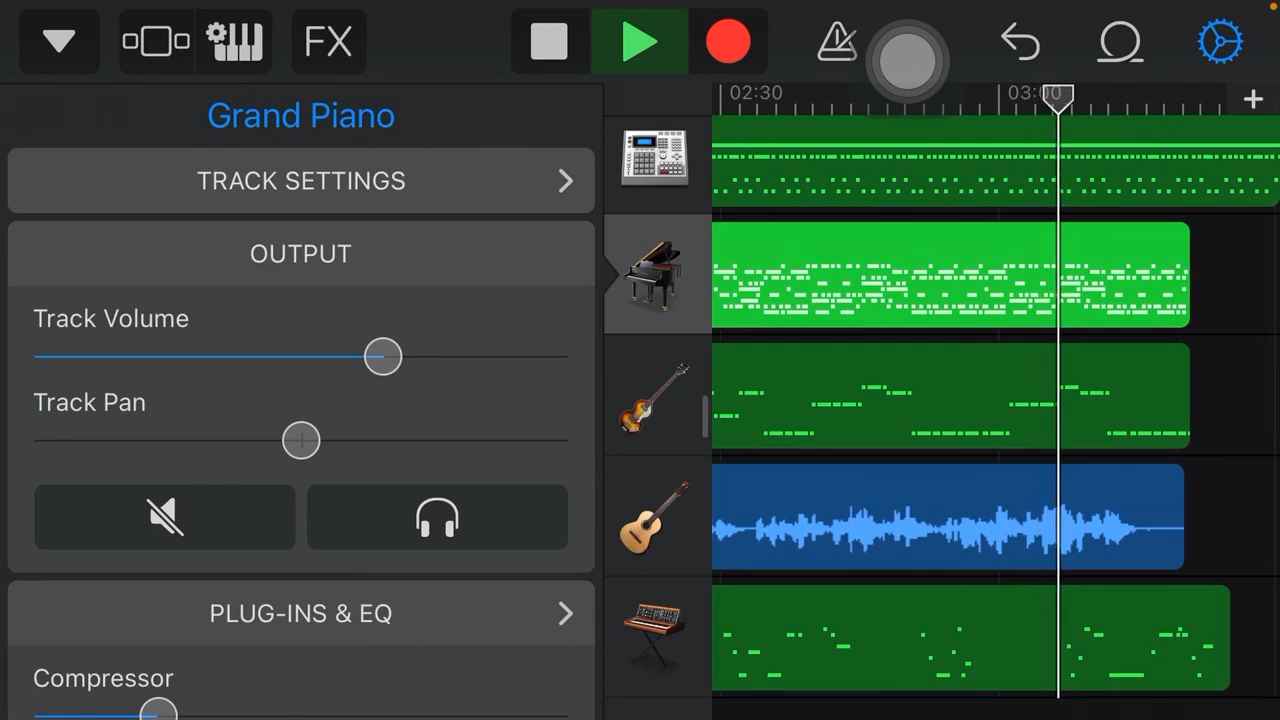 FX
02:30
03:00
Grand Piano
TRACK SETTINGS
OUTPUT
Track Volume
Track Pan
PLUG-INS & EQ
Compressor